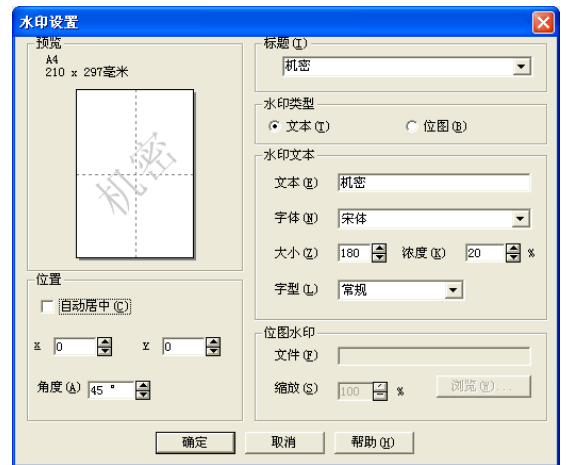 水印设置
预览
A4
210 x 297毫米
机密
位置
自动居中(C)
X 0 Y 0
角度(A) 45 °
标题(I)
机密
水印类型
文本(T) 位图(B)
水印文本
文本(E) 机密
字体(N) 宋体
大小(Z) 180 浓度(K) 20 %
字型(L) 常规
位图水印
文件(F)
缩放(S) 100 % 浏览(W)...
确定 取消 帮助(H)